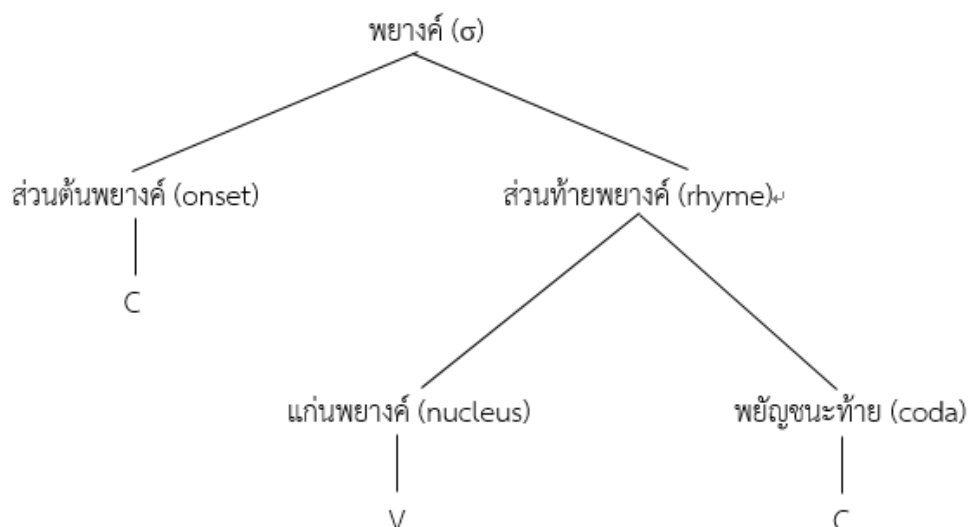 พยางค์ (σ)
ส่วนต้นพยางค์ (onset)
ส่วนท้ายพยางค์ (rhyme)↵
C
แก่นพยางค์ (nucleus)
พยัญชนะท้าย (coda)
V
C